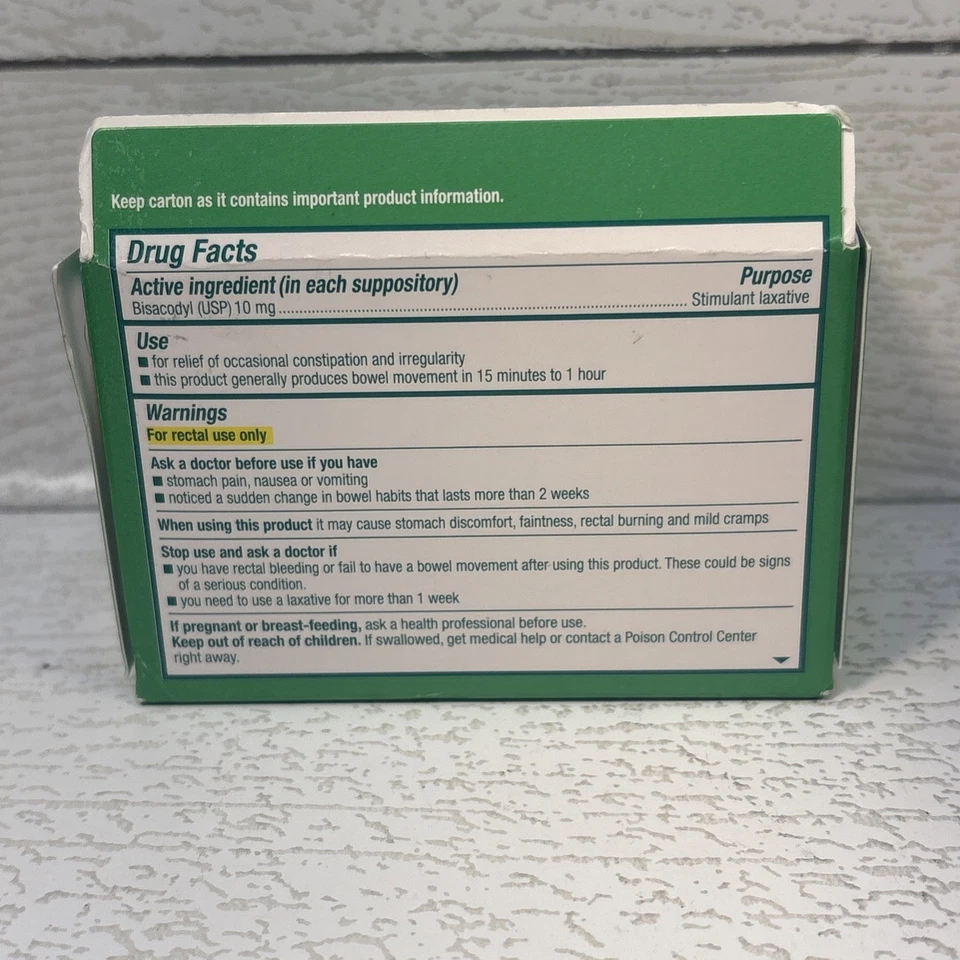 Keep carton as it contains important product information.
Drug Facts
Active ingredient (in each suppository) Purpose
Bisacodyl (USP) 10 mg........................................................................................ Stimulant laxative
Use
■ for relief of occasional constipation and irregularity
■ this product generally produces bowel movement in 15 minutes to 1 hour
Warnings
For rectal use only
Ask a doctor before use if you have
■ stomach pain, nausea or vomiting
■ noticed a sudden change in bowel habits that lasts more than 2 weeks
When using this product it may cause stomach discomfort, faintness, rectal burning and mild cramps
Stop use and ask a doctor if
■ you have rectal bleeding or fail to have a bowel movement after using this product. These could be signs
of a serious condition.
■ you need to use a laxative for more than 1 week
If pregnant or breast-feeding, ask a health professional before use.
Keep out of reach of children. If swallowed, get medical help or contact a Poison Control Center
right away.